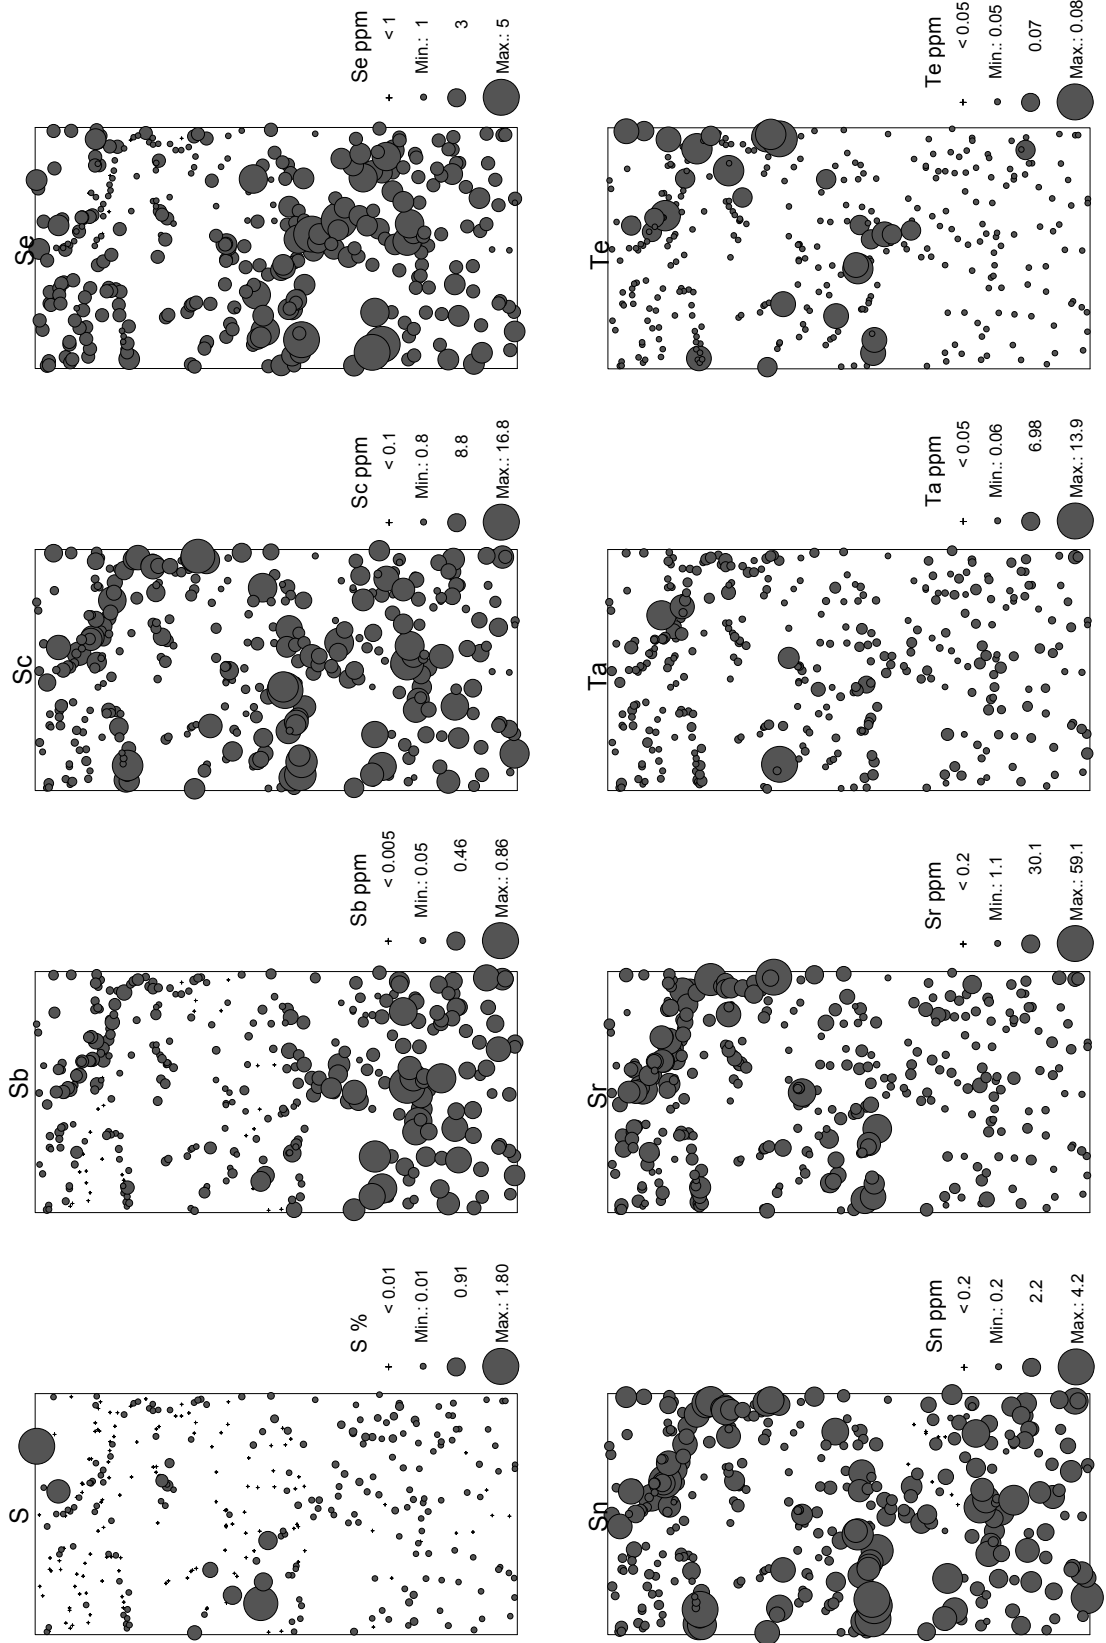 S
S %
< 0.01
Min.: 0.01
0.91
Max.: 1.80
Sb
Sb ppm
< 0.005
Min.: 0.05
0.46
Max.: 0.86
Sc
Sc ppm
< 0.1
Min.: 0.8
8.8
Max.: 16.8
Se
Se ppm
< 1
Min.: 1
3
Max.: 5
Sn
Sn ppm
< 0.2
Min.: 0.2
2.2
Max.: 4.2
Sr
Sr ppm
< 0.2
Min.: 1.1
30.1
Max.: 59.1
Ta
Ta ppm
< 0.05
Min.: 0.06
6.98
Max.: 13.9
Te
Te ppm
< 0.05
Min.: 0.05
0.07
Max.: 0.08